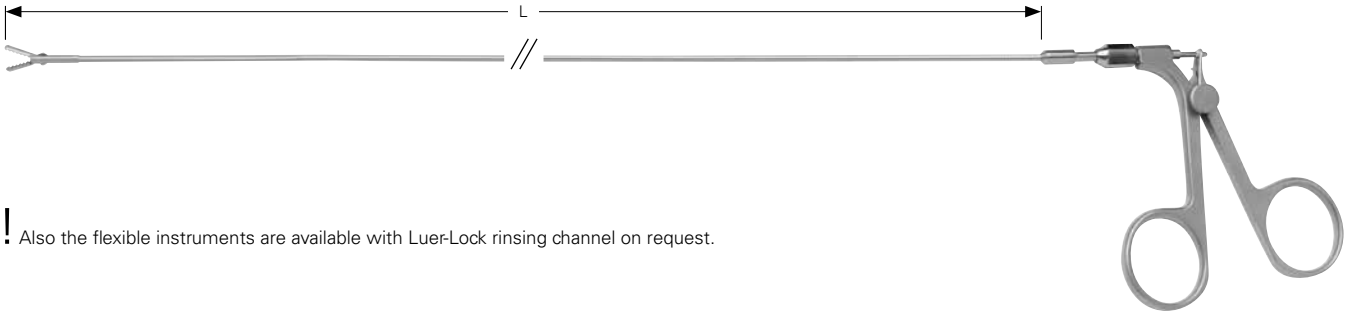 L
! Also the flexible instruments are available with Luer-Lock rinsing channel on request.